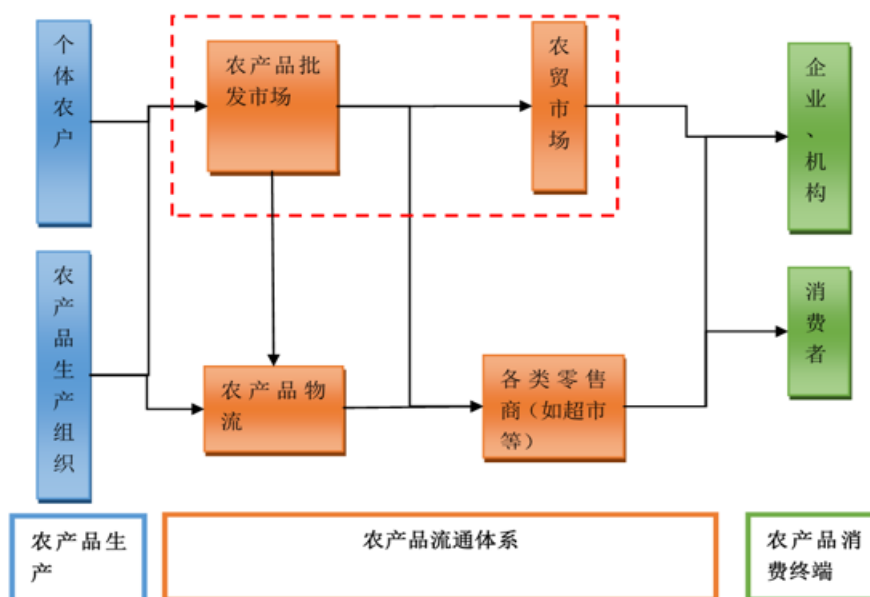 个体农户
农产品批
发市场
农贸市场
企业、机构
农产品生产组织
农产品物
流
各类零售
商（如超市
等）
消费者
农产品生
产
农产品流通体系
农产品消
费终端